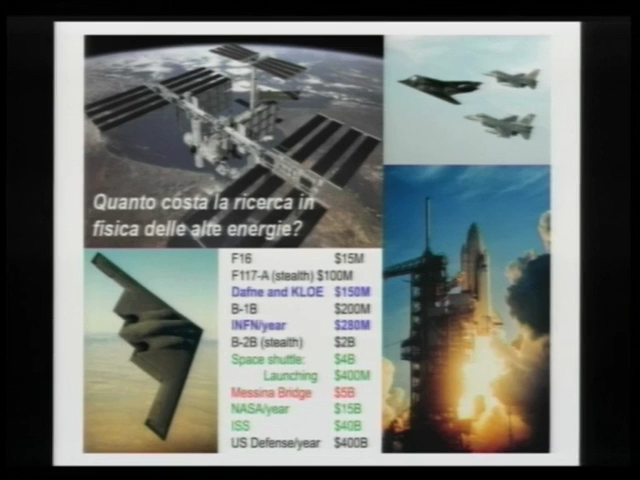 Quanto costa la ricerca in
fisica delle alte energie?
F16 $15M
F117-A (stealth) $100M
Dafne and KLOE $150M
B-1B $200M
INFN/year $280M
B-2B (stealth) $2B
Space shuttle: $4B
Launching $400M
Messina Bridge $5B
NASA/year $15B
ISS $40B
US Defense/year $400B